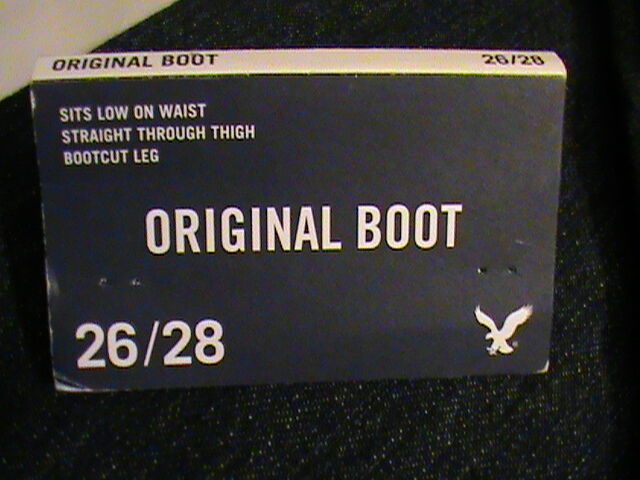 ORIGINAL BOOT 26/28
SITS LOW ON WAIST
STRAIGHT THROUGH THIGH
BOOTCUT LEG
ORIGINAL BOOT
26/28